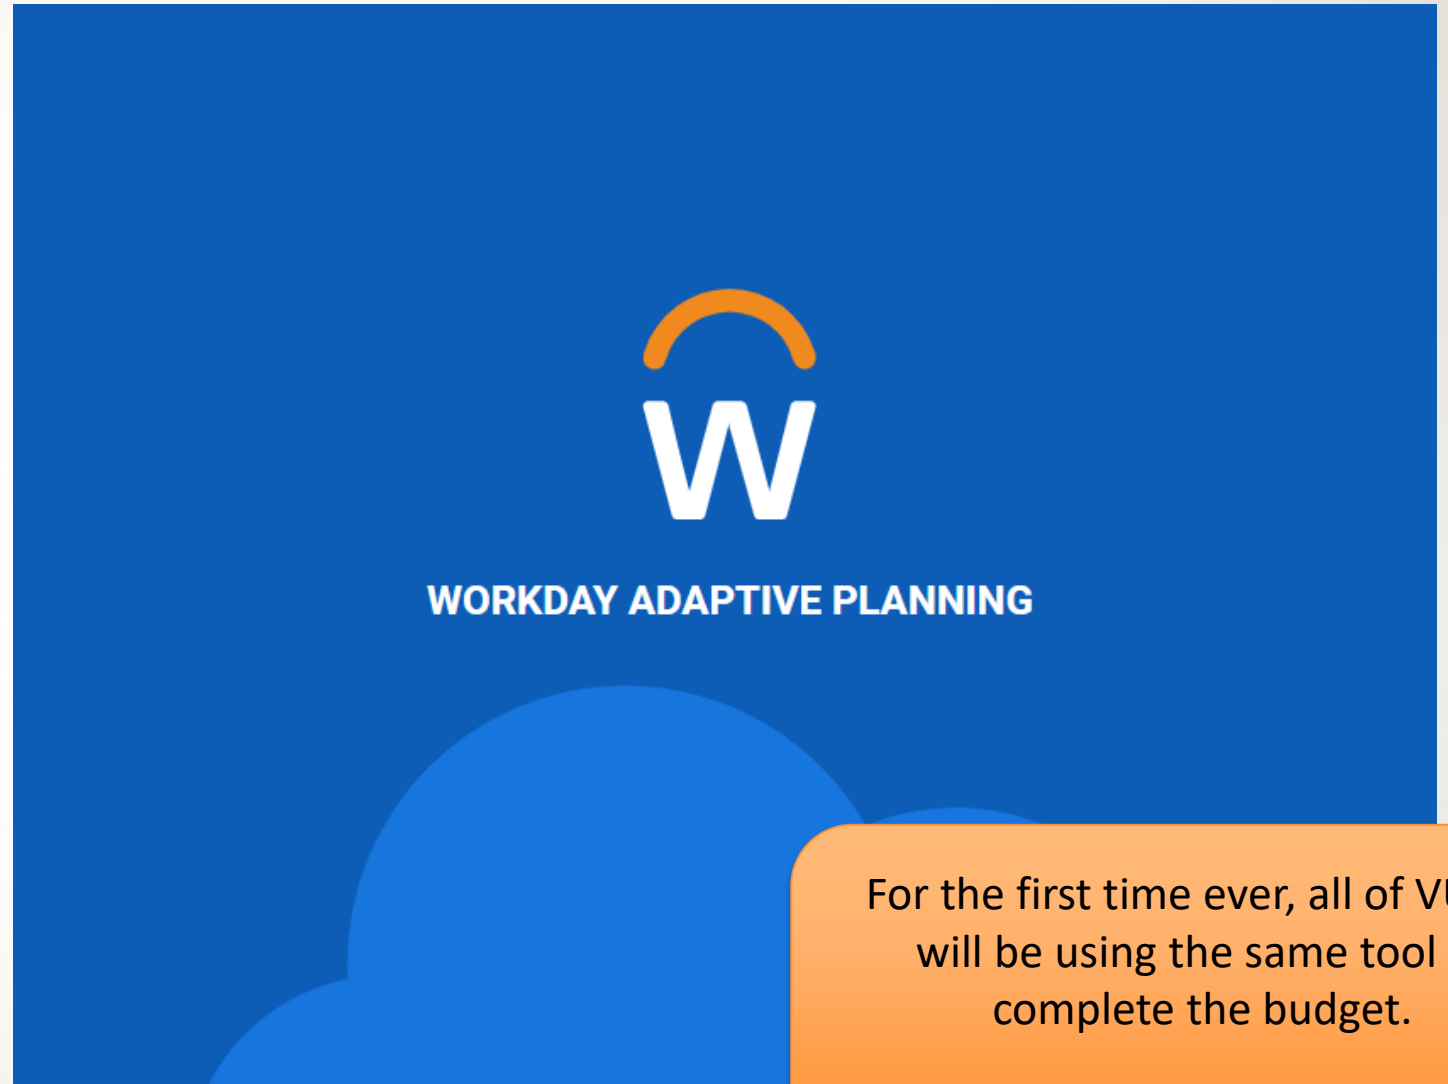 W
WORKDAY ADAPTIVE PLANNING
For the first time ever, all of
will be using the same tool
complete the budget.